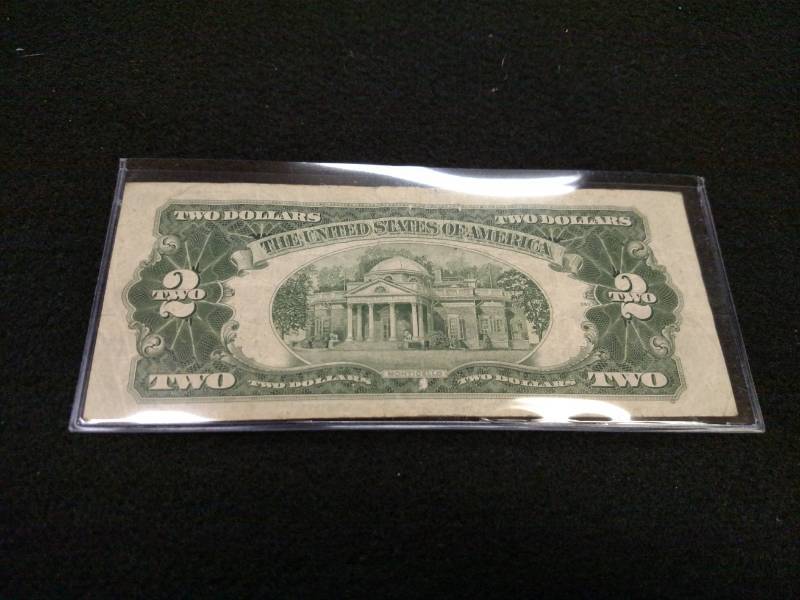 TWO DOLLARS TWO DOLLARS
THE UNITED STATES OF AMERICA
2 2
TWO TWO
MONTICELLO
TWO TWO DOLLARS TWO DOLLARS TWO